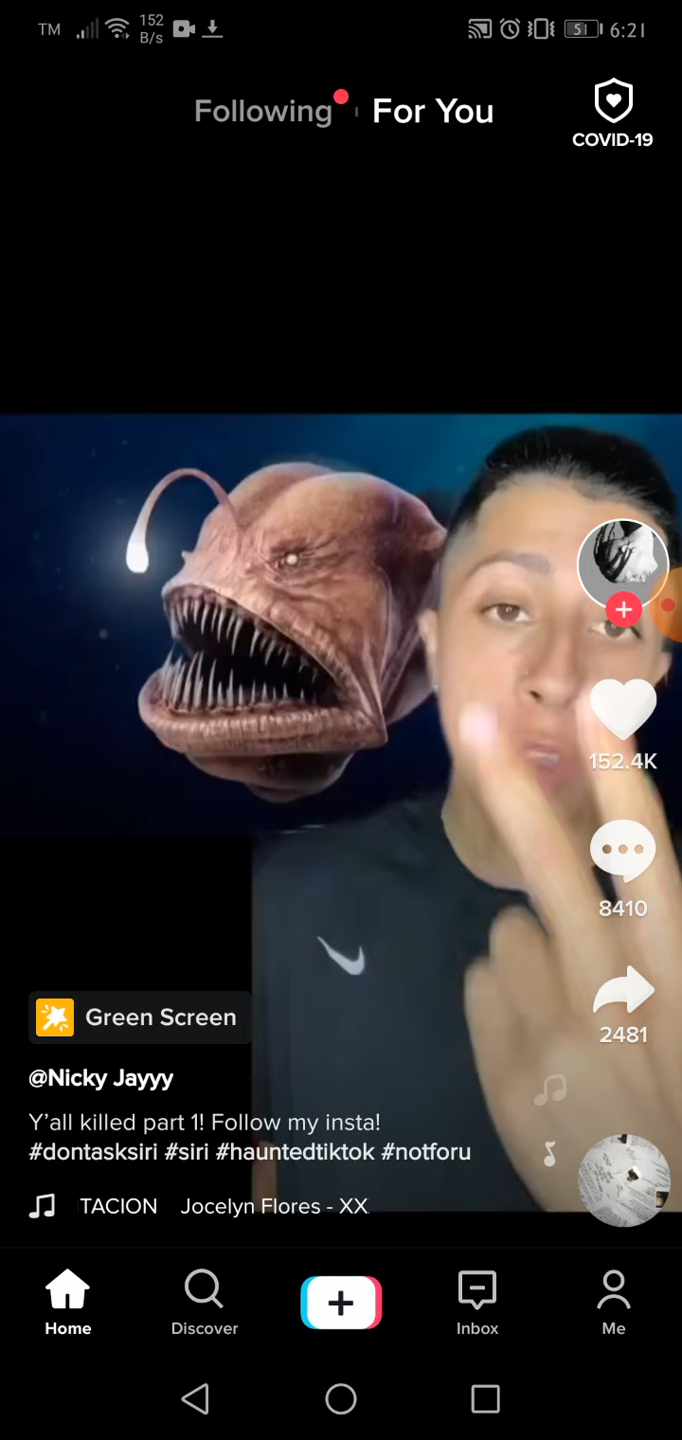 TM 152 B/s 51 6:21
Following For You
COVID-19
152.4K
8410
2481
Green Screen
@Nicky Jayyy
Y'all killed part 1! Follow my insta!
#dontasksiri #siri #hauntedtiktok #notforu
TACION Jocelyn Flores - XX
Home Discover Inbox Me